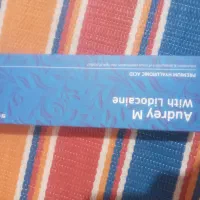 Audrey M
With Lidocaine
PREMIUM HYALURONIC ACID